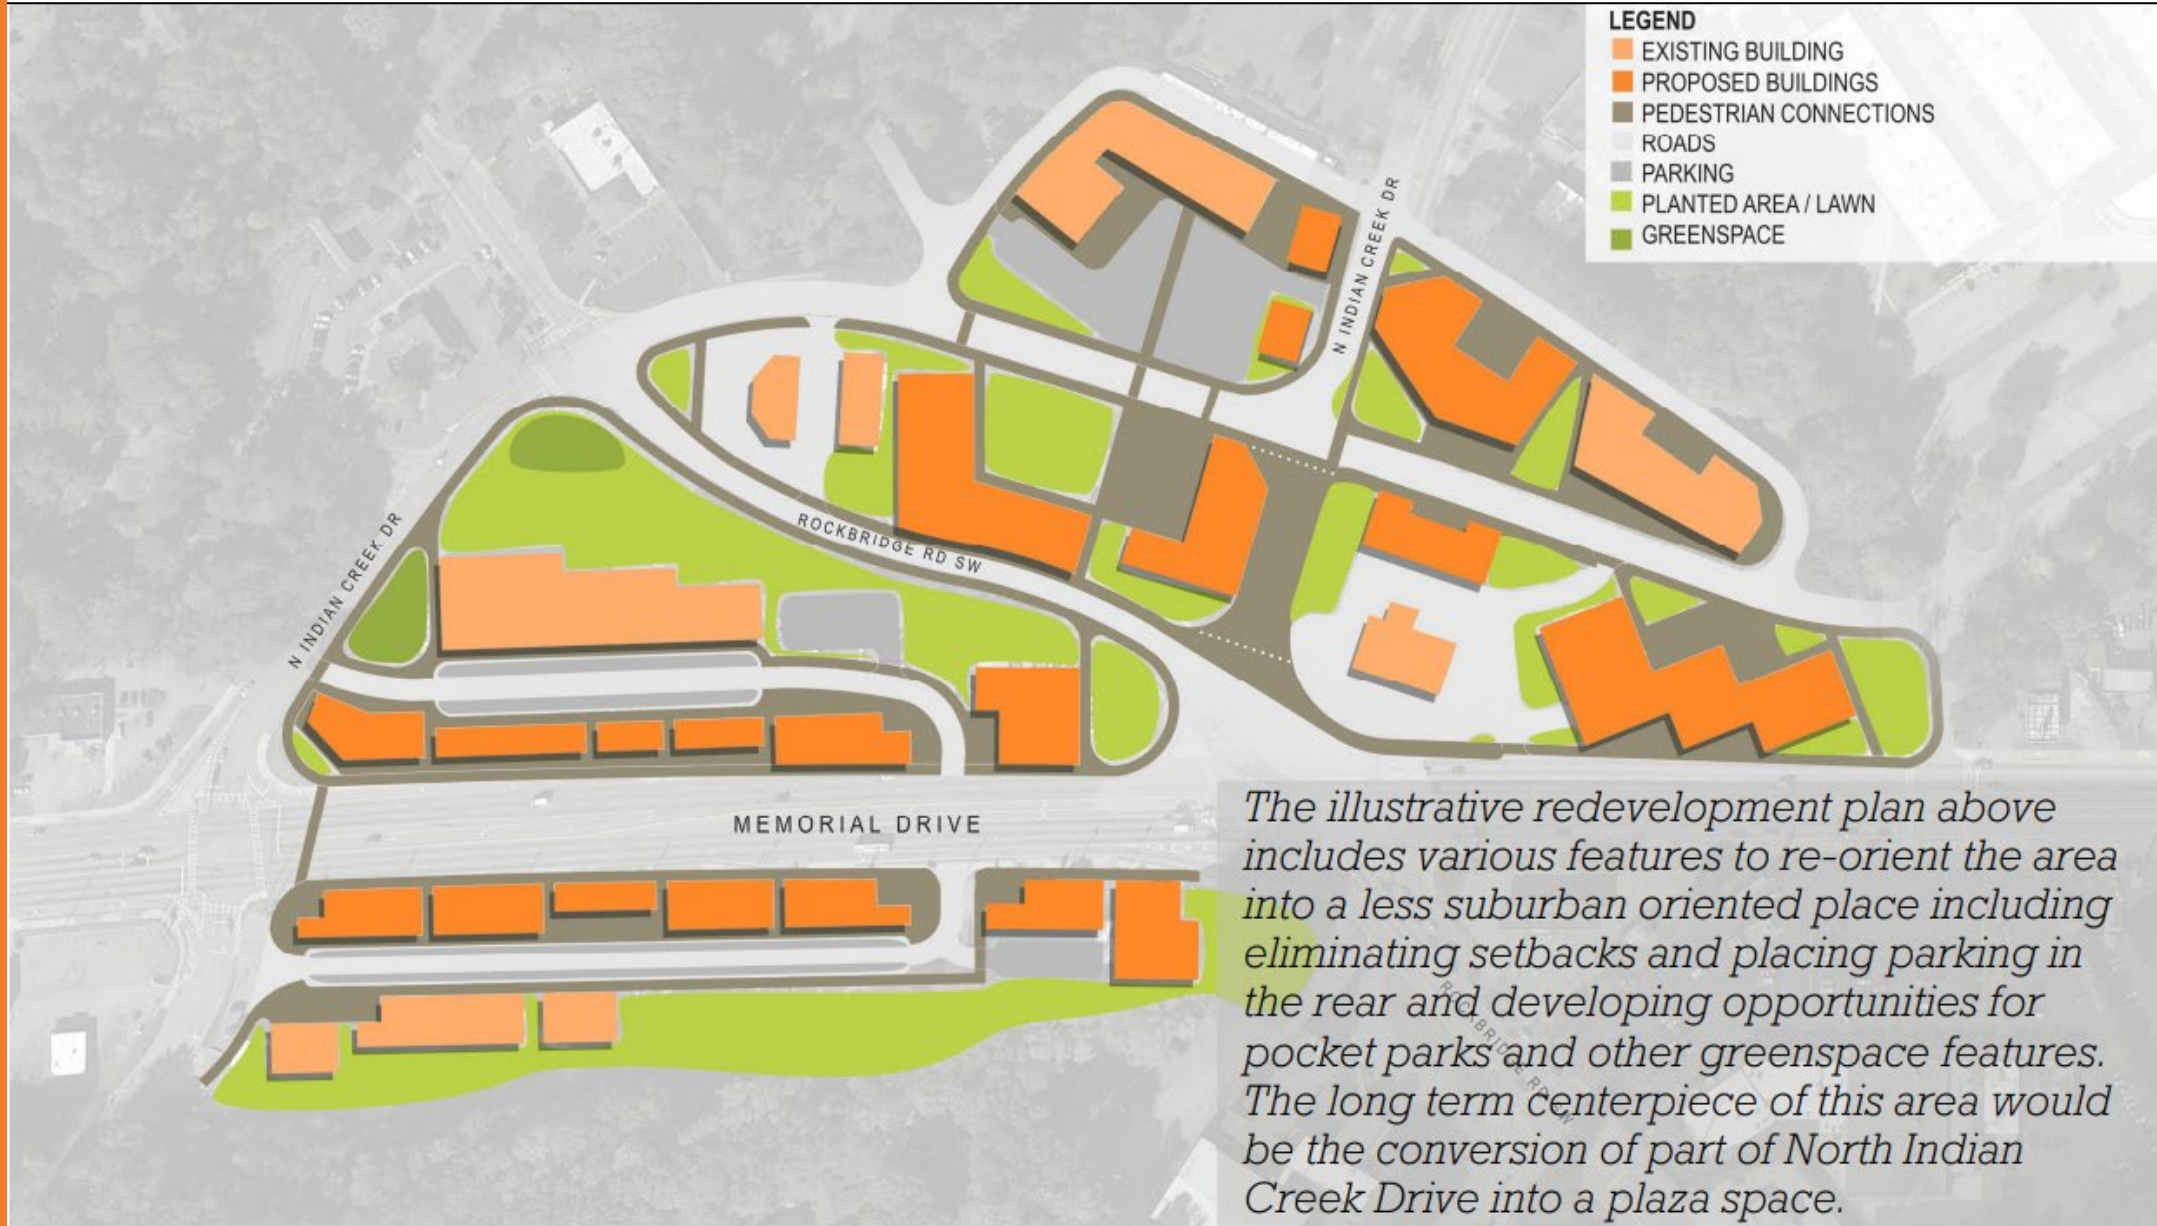 LEGEND
EXISTING BUILDING
PROPOSED BUILDINGS
PEDESTRIAN CONNECTIONS
ROADS
PARKING
PLANTED AREA / LAWN
GREENSPACE
N INDIAN CREEK DR
N INDIAN CREEK DR
ROCKBRIDGE RD SW
MEMORIAL DRIVE
The illustrative redevelopment plan above
includes various features to re-orient the area
into a less suburban oriented place including
eliminating setbacks and placing parking in
the rear and developing opportunities for
pocket parks and other greenspace features.
The long term centerpiece of this area would
be the conversion of part of North Indian
Creek Drive into a plaza space.